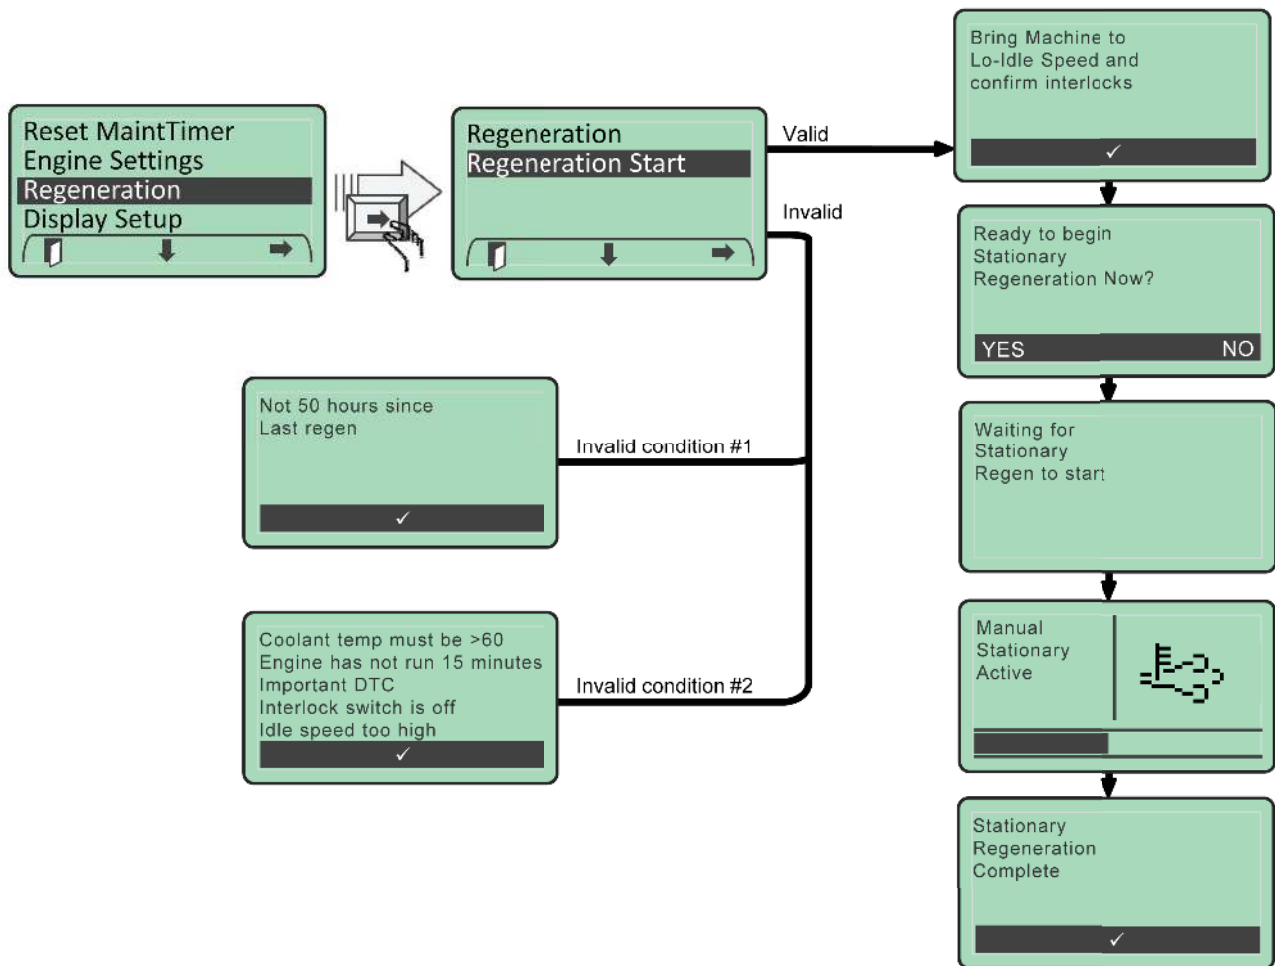 Reset MaintTimer
Engine Settings
Regeneration
Display Setup
Regeneration
Regeneration Start
Valid
Invalid
Bring Machine to
Lo-Idle Speed and
confirm interlocks
✓
Ready to begin
Stationary
Regeneration Now?
YES NO
Waiting for
Stationary
Regen to start
Manual
Stationary
Active
Stationary
Regeneration
Complete
✓
Not 50 hours since
Last regen
✓
Invalid condition #1
Coolant temp must be >60
Engine has not run 15 minutes
Important DTC
Interlock switch is off
Idle speed too high
✓
Invalid condition #2